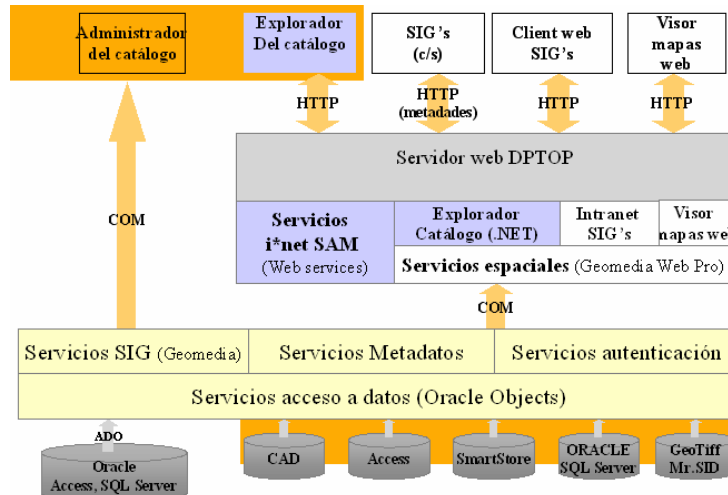 Administrador
del catálogo
Explorador
Del catálogo
SIG's
(c/s)
Client web
SIG's
Visor
mapas
web
HTTP
HTTP
(metadades)
HTTP
HTTP
Servidor web DPTOP
COM
Servicios
i*net SAM
(Web services)
Explorador
Catálogo (.NET)
Intranet
SIG's
Visor
mapas web
Servicios espaciales (Geomedia Web Pro)
COM
Servicios SIG (Geomedia)
Servicios Metadatos
Servicios autenticación
Servicios acceso a datos (Oracle Objects)
ADO
Oracle
Access, SQL Server
CAD
Access
SmartStore
ORACLE
SQL Server
GeoTiff
Mr.SID